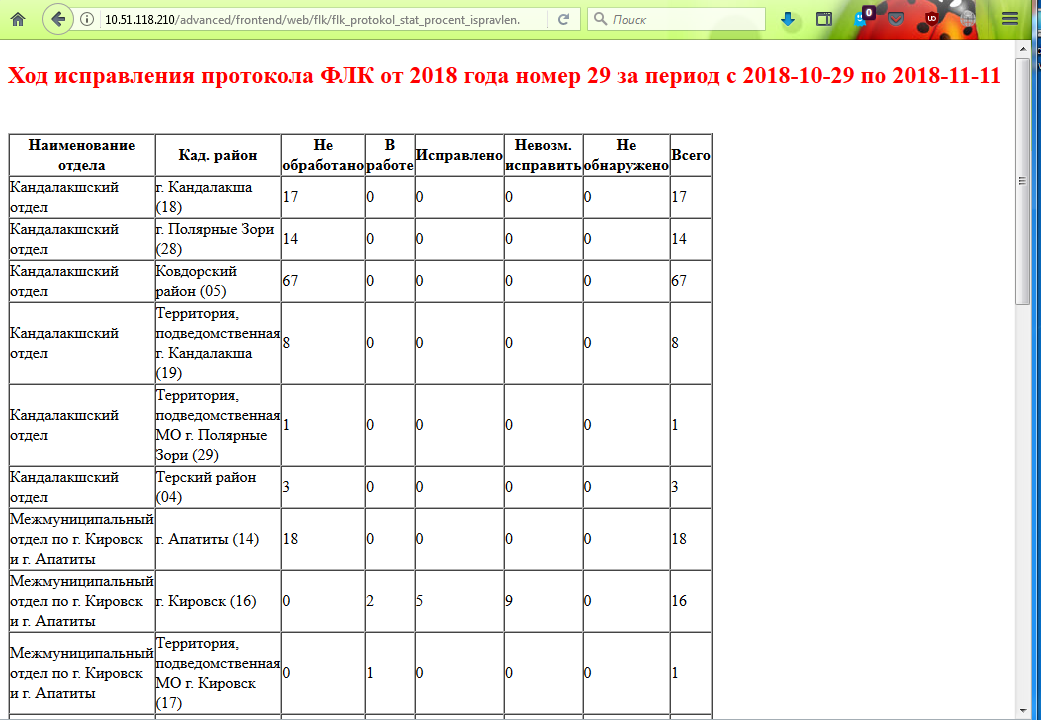 10.51.118.210/advanced/frontend/web/flk/flk_protokol_stat_procent_ispravlen.
Поиск
0
Ход исправления протокола ФЛК от 2018 года номер 29 за период с 2018-10-29 по 2018-11-11
Наименование отдела Кад. район Не обработано В работе Исправлено Невозм. исправить Не обнаружено Всего
Кандалакшский отдел г. Кандалакша (18) 17 0 0 0 0 17
Кандалакшский отдел г. Полярные Зори (28) 14 0 0 0 0 14
Кандалакшский отдел Ковдорский район (05) 67 0 0 0 0 67
Кандалакшский отдел Территория, подведомственная г. Кандалакша (19) 8 0 0 0 0 8
Кандалакшский отдел Территория, подведомственная МО г. Полярные Зори (29) 1 0 0 0 0 1
Кандалакшский отдел Терский район (04) 3 0 0 0 0 3
Межмуниципальный отдел по г. Кировск и г. Апатиты г. Апатиты (14) 18 0 0 0 0 18
Межмуниципальный отдел по г. Кировск и г. Апатиты г. Кировск (16) 0 2 5 9 0 16
Межмуниципальный отдел по г. Кировск и г. Апатиты Территория, подведомственная МО г. Кировск (17) 0 1 0 0 0 1